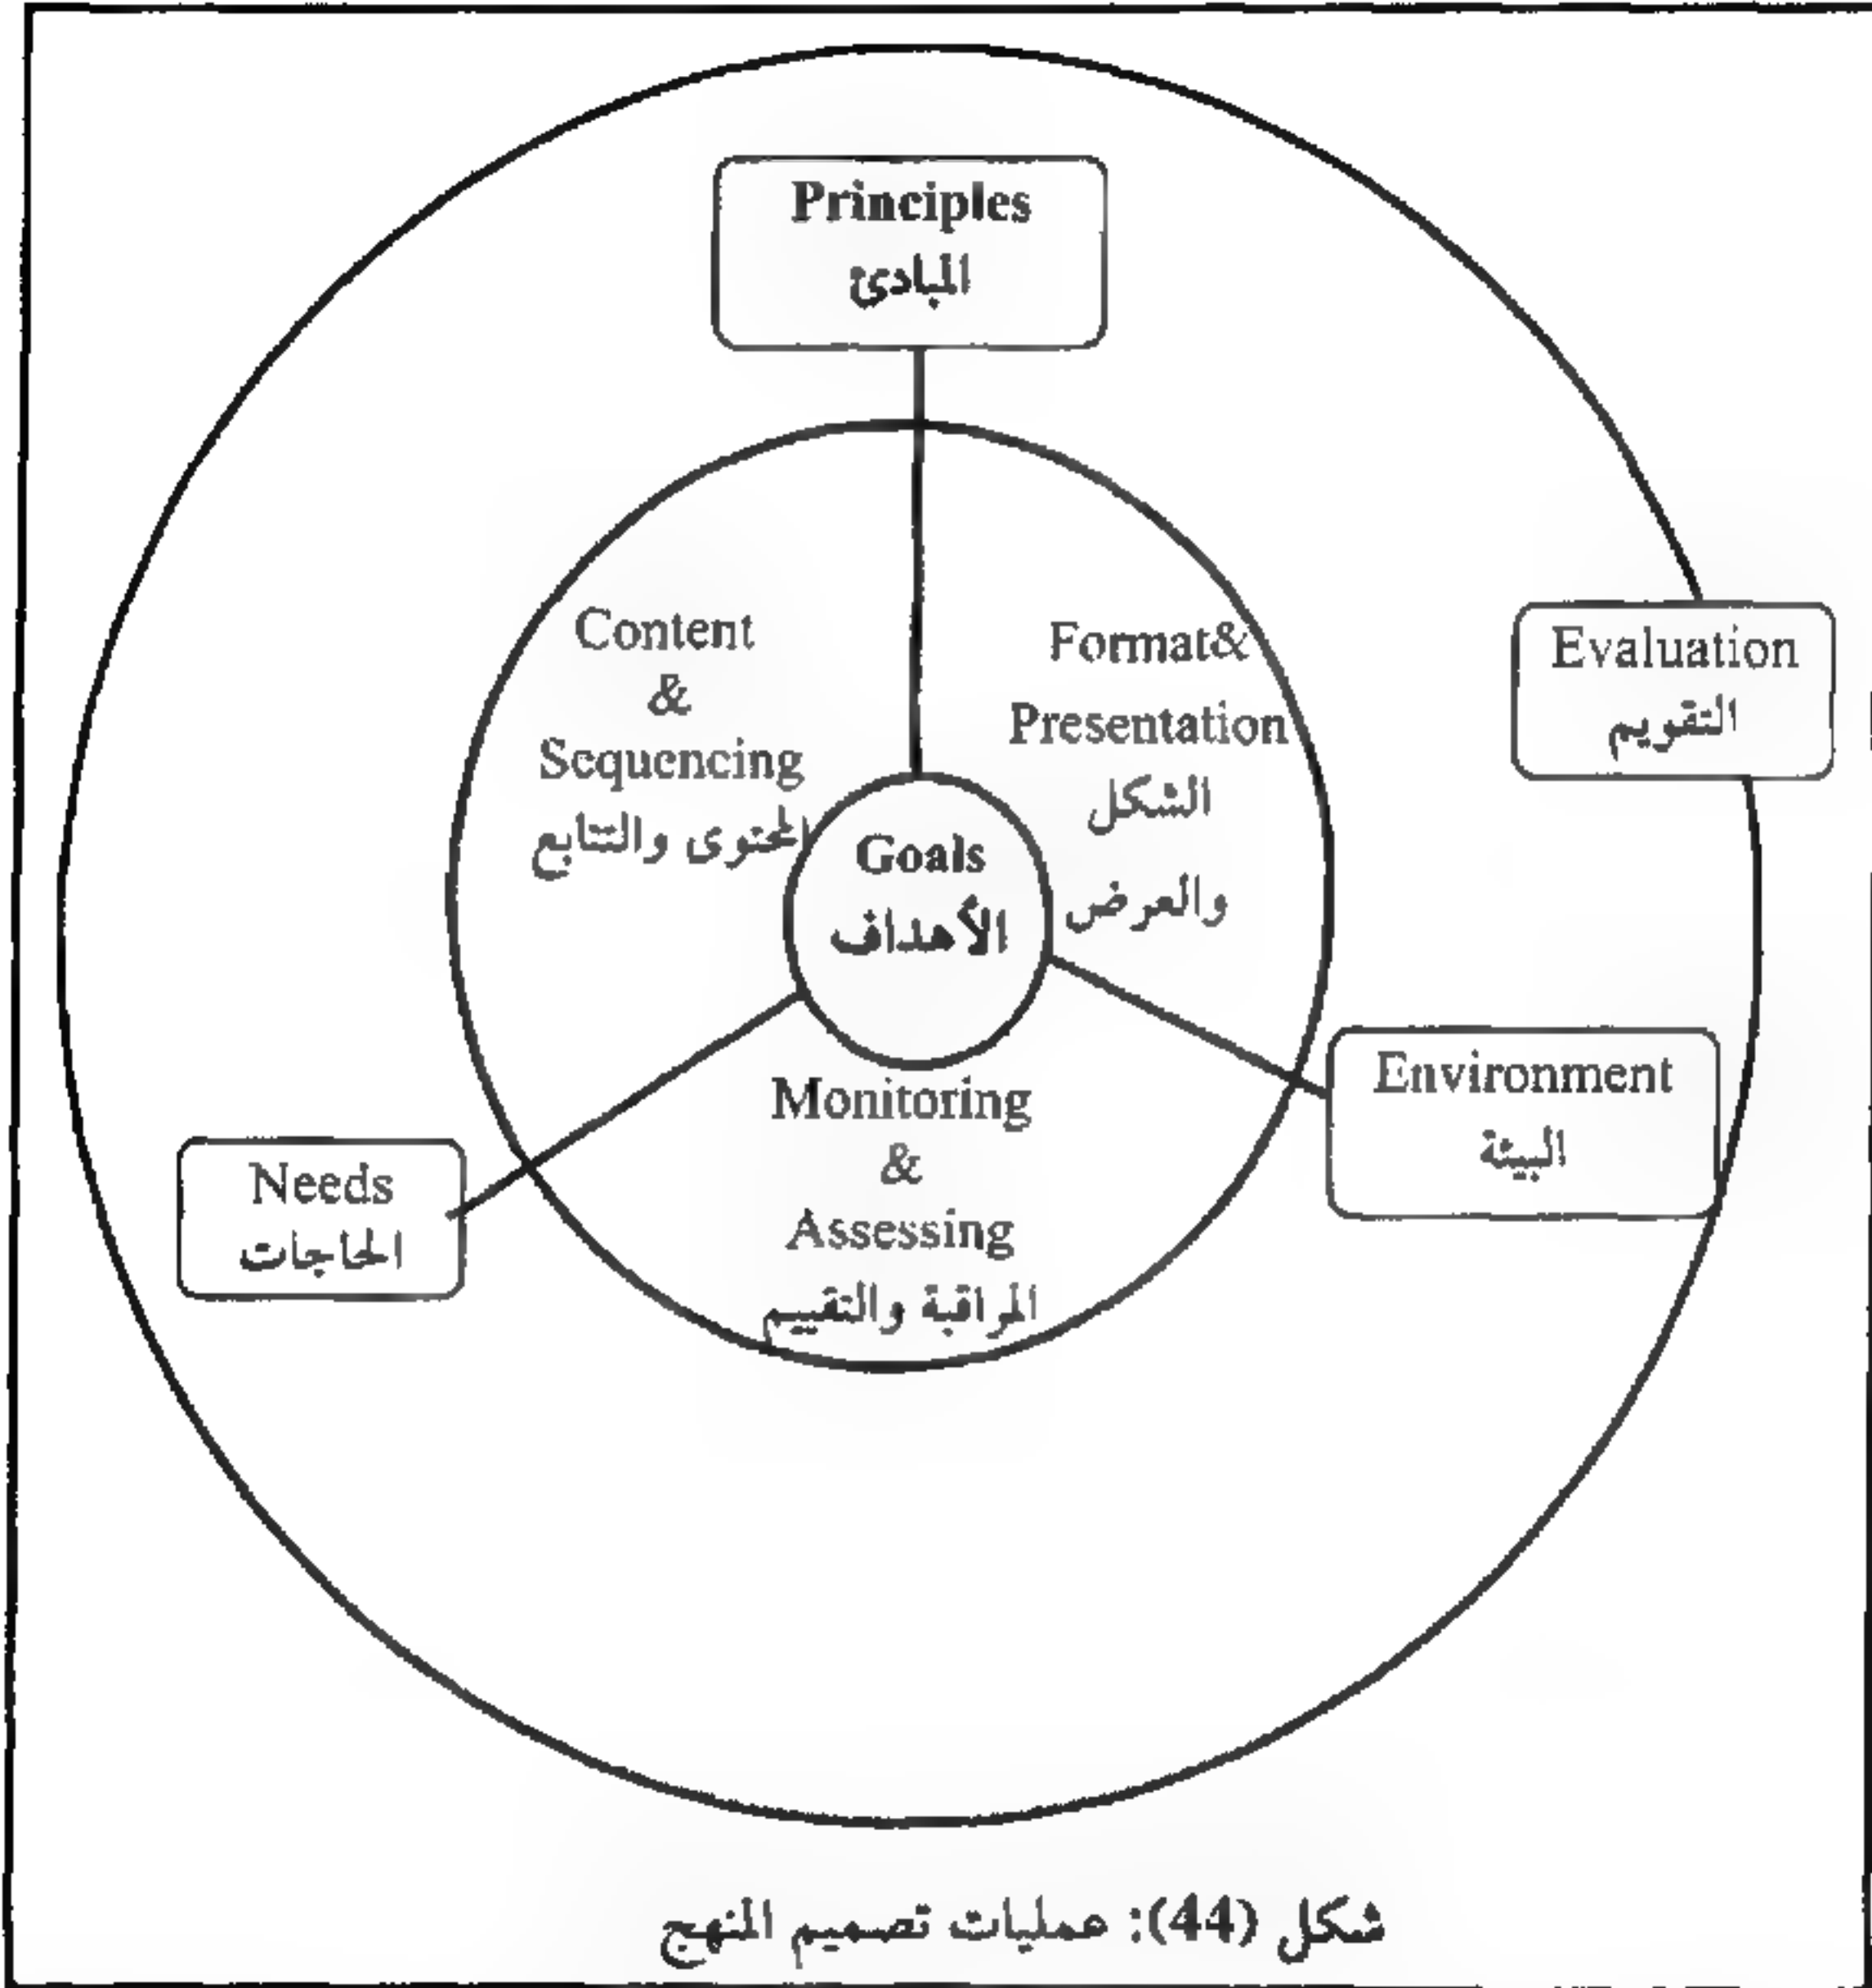 Principles
المبادئ
Content
&
Sequencing
المحتوى والتتابع
Format&
Presentation
الشكل
والعرض
Goals
الأهداف
Evaluation
التقويم
Environment
البيئة
Needs
الحاجات
Monitoring
&
Assessing
المراقبة والتقييم
شكل (44): عمليات تصميم المنهج